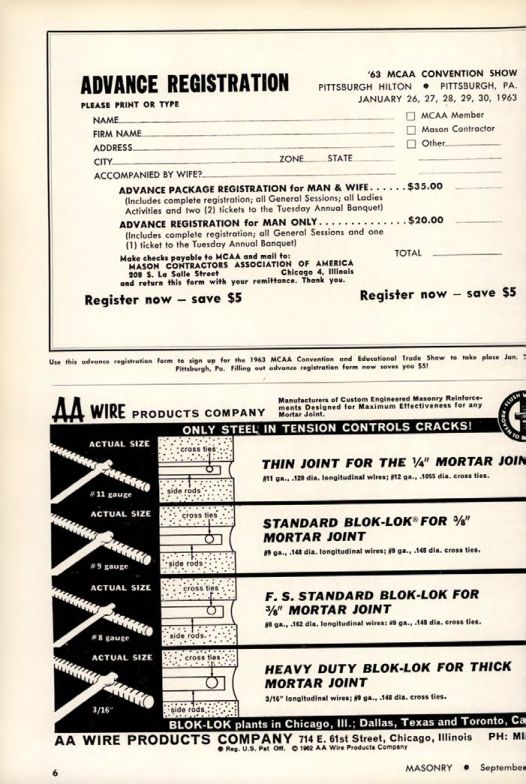 '63 MCAA CONVENTION SHOW
ADVANCE REGISTRATION
PITTSBURGH HILTON ● PITTSBURGH, PA.
JANUARY 26, 27, 28, 29, 30, 1963
PLEASE PRINT OR TYPE
NAME
☐ MCAA Member
FIRM NAME
☐ Mason Contractor
ADDRESS
☐ Other
CITY ZONE STATE
ACCOMPANIED BY WIFE?
ADVANCE PACKAGE REGISTRATION for MAN & WIFE......$35.00
(Includes complete registration; all General Sessions; all Ladies
Activities and two (2) tickets to the Tuesday Annual Banquet)
ADVANCE REGISTRATION for MAN ONLY..............$20.00
(Includes complete registration; all General Sessions and one
(1) ticket to the Tuesday Annual Banquet)
Make checks payable to MCAA and mail to:
TOTAL
MASON CONTRACTORS ASSOCIATION OF AMERICA
208 S. La Salle Street Chicago 4, Illinois
and return this form with your remittance. Thank you.
Register now — save $5 Register now — save $5
Use this advance registration form to sign up for the 1963 MCAA Convention and Educational Trade Show to take place Jan.
Pittsburgh, Pa. Filling out advance registration form now saves you $5!
AA WIRE PRODUCTS COMPANY
Manufacturers of Custom Engineered Masonry Reinforce-
ments Designed for Maximum Effectiveness for any
Mortar Joint.
ONLY STEEL IN TENSION CONTROLS CRACKS!
ACTUAL SIZE
#11 gauge
cross ties
side rods
THIN JOINT FOR THE 1/4" MORTAR JOIN
#11 ga., .120 dia. longitudinal wires; #12 ga., .1055 dia. cross ties.
ACTUAL SIZE
#9 gauge
cross ties
side rods
STANDARD BLOK-LOK® FOR 3/8"
MORTAR JOINT
#9 ga., .148 dia. longitudinal wires; #9 ga., .148 dia. cross ties.
ACTUAL SIZE
#8 gauge
cross ties
side rods
F. S. STANDARD BLOK-LOK FOR
3/8" MORTAR JOINT
#8 ga., .162 dia. longitudinal wires; #9 ga., .148 dia. cross ties.
ACTUAL SIZE
3/16"
cross ties
side rods
HEAVY DUTY BLOK-LOK FOR THICK
MORTAR JOINT
3/16" longitudinal wires; #9 ga., .148 dia. cross ties.
BLOK-LOK plants in Chicago, Ill.; Dallas, Texas and Toronto, Ca
AA WIRE PRODUCTS COMPANY 714 E. 61st Street, Chicago, Illinois PH: MI
® Reg. U.S. Pat Off. © 1962 AA Wire Products Company
6
MASONRY ● September